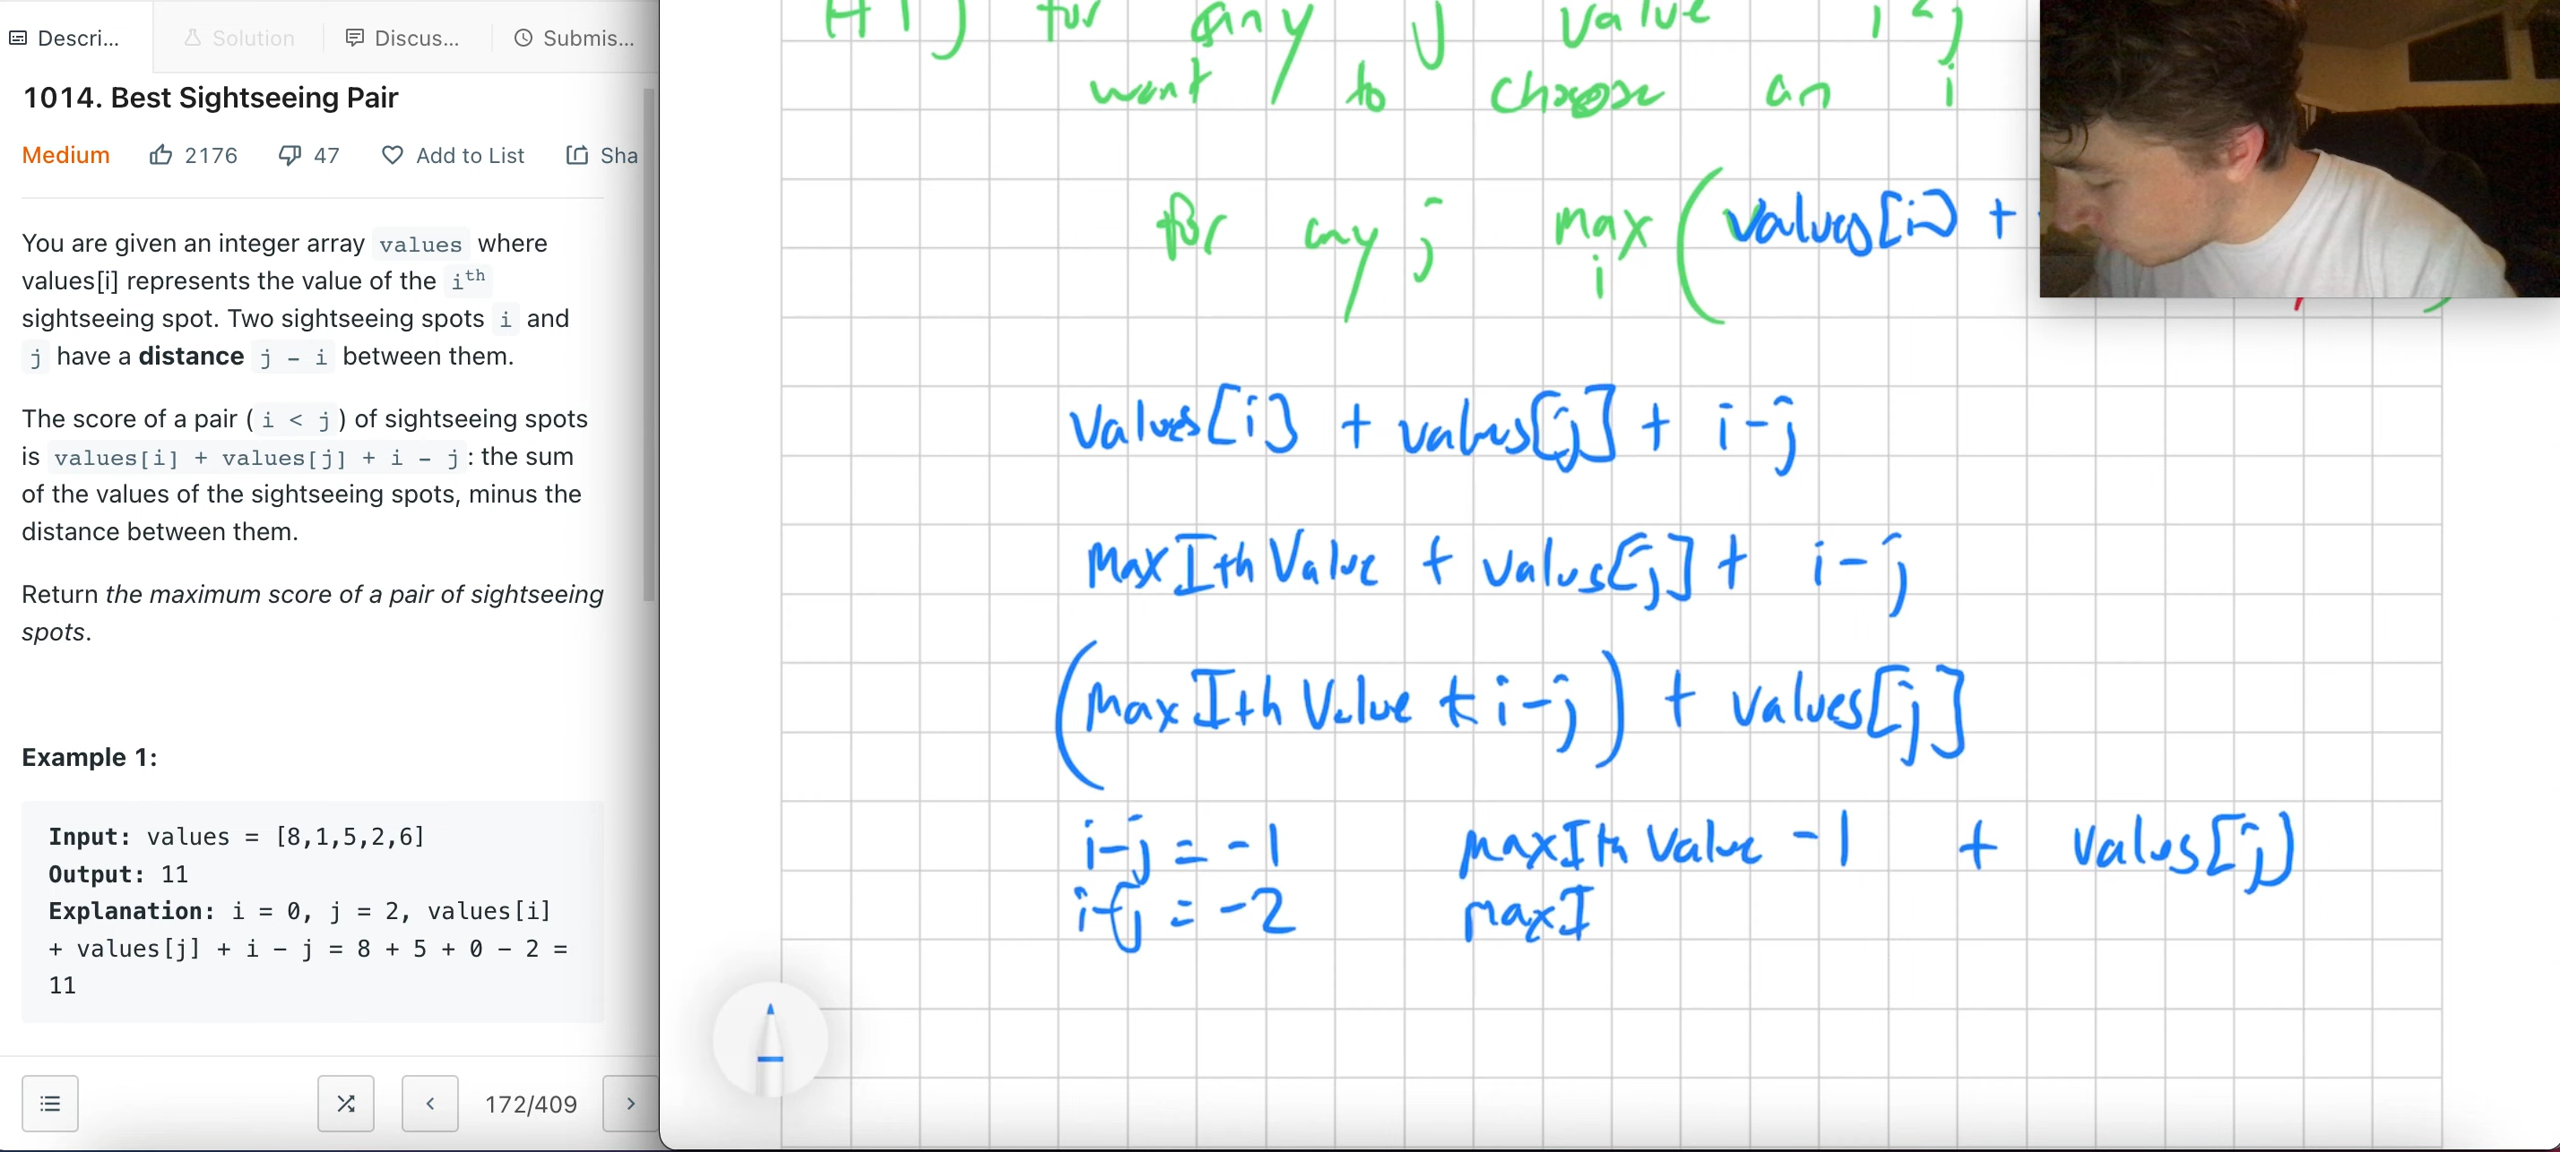 Descri...
Solution
Discus...
Submis...
1014. Best Sightseeing Pair
Medium
2176
47
Add to List
Sha
You are given an integer array values where
values[i] represents the value of the ith
sightseeing spot. Two sightseeing spots i and
j have a distance j - i between them.
The score of a pair (i < j) of sightseeing spots
is values[i] + values[j] + i - j: the sum
of the values of the sightseeing spots, minus the
distance between them.
Return the maximum score of a pair of sightseeing
spots.
Example 1:
Input: values = [8,1,5,2,6]
Output: 11
Explanation: i = 0, j = 2, values[i]
+ values[j] + i - j = 8 + 5 + 0 - 2 =
11
172/409
for any j value i<j
want to choose an i
for any j max (values[i] +
i
values[i] + values[j] + i-j
MaxIthValue + values[j] + i-j
(MaxIthValue + i-j) + values[j]
i-j = -1 maxIthValue -1 + values[j]
i-j = -2 maxI